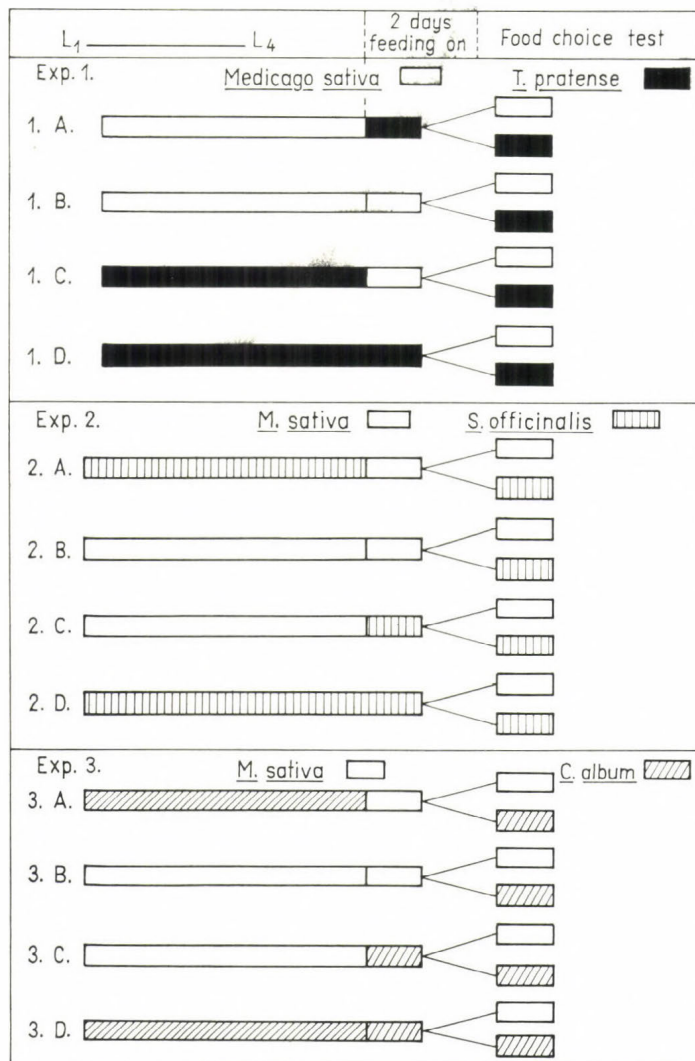 L1 ——— L4 2 days feeding on Food choice test
Exp. 1. Medicago sativa T. pratense
1. A.
1. B.
1. C.
1. D.
Exp. 2. M. sativa S. officinalis
2. A.
2. B.
2. C.
2. D.
Exp. 3. M. sativa C. album
3. A.
3. B.
3. C.
3. D.